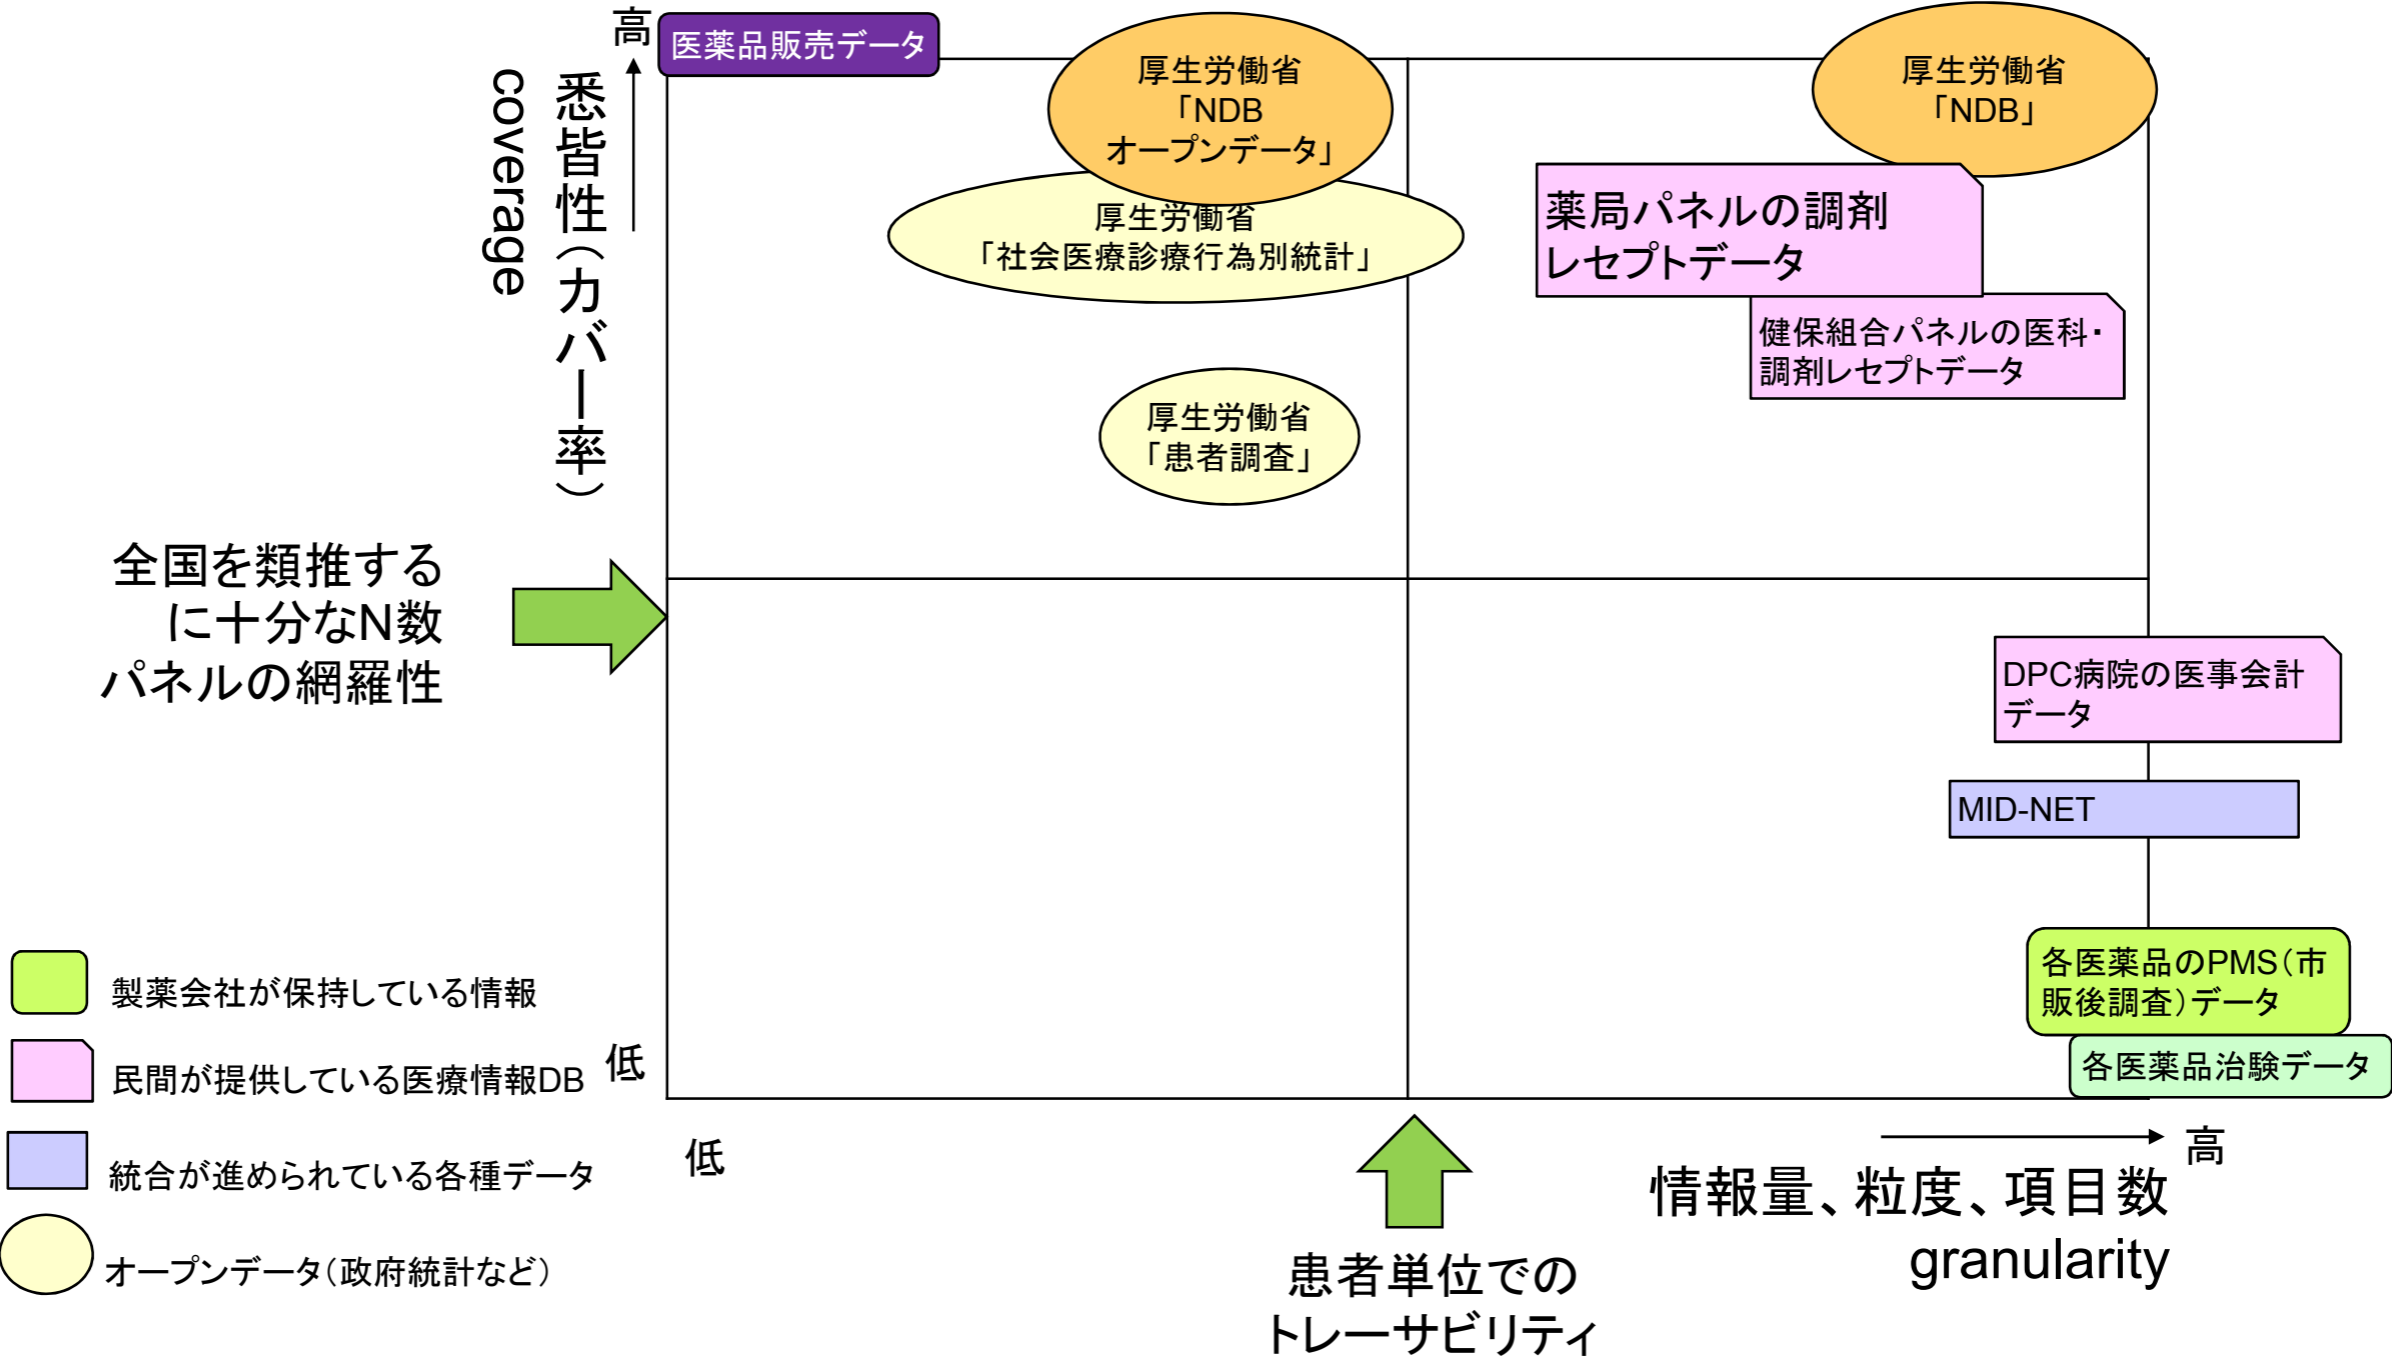 高
悉皆性（カバー率）
coverage
医薬品販売データ
厚生労働省
「NDB
オープンデータ」
厚生労働省
「NDB」
厚生労働省
「社会医療診療行為別統計」
薬局パネルの調剤
レセプトデータ
健保組合パネルの医科・
調剤レセプトデータ
厚生労働省
「患者調査」
全国を類推する
に十分なN数
パネルの網羅性
DPC病院の医事会計
データ
MID-NET
各医薬品のPMS（市
販後調査）データ
各医薬品治験データ
製薬会社が保持している情報
民間が提供している医療情報DB
統合が進められている各種データ
オープンデータ（政府統計など）
低
低
高
情報量、粒度、項目数
granularity
患者単位での
トレーサビリティ